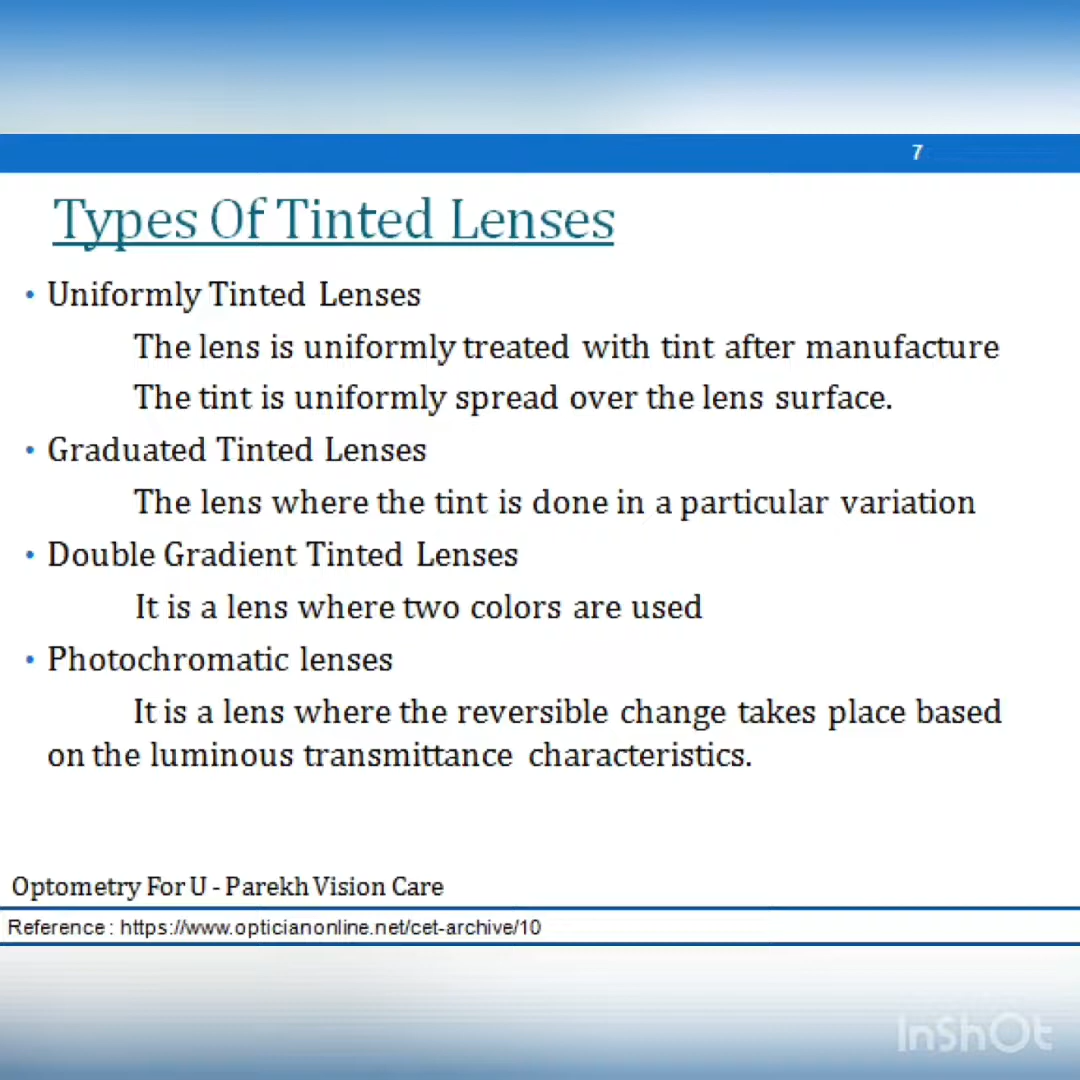 7
Types Of Tinted Lenses
• Uniformly Tinted Lenses
The lens is uniformly treated with tint after manufacture
The tint is uniformly spread over the lens surface.
• Graduated Tinted Lenses
The lens where the tint is done in a particular variation
• Double Gradient Tinted Lenses
It is a lens where two colors are used
• Photochromatic lenses
It is a lens where the reversible change takes place based
on the luminous transmittance characteristics.
Optometry For U - Parekh Vision Care
Reference : https://www.opticianonline.net/cet-archive/10
InShOt